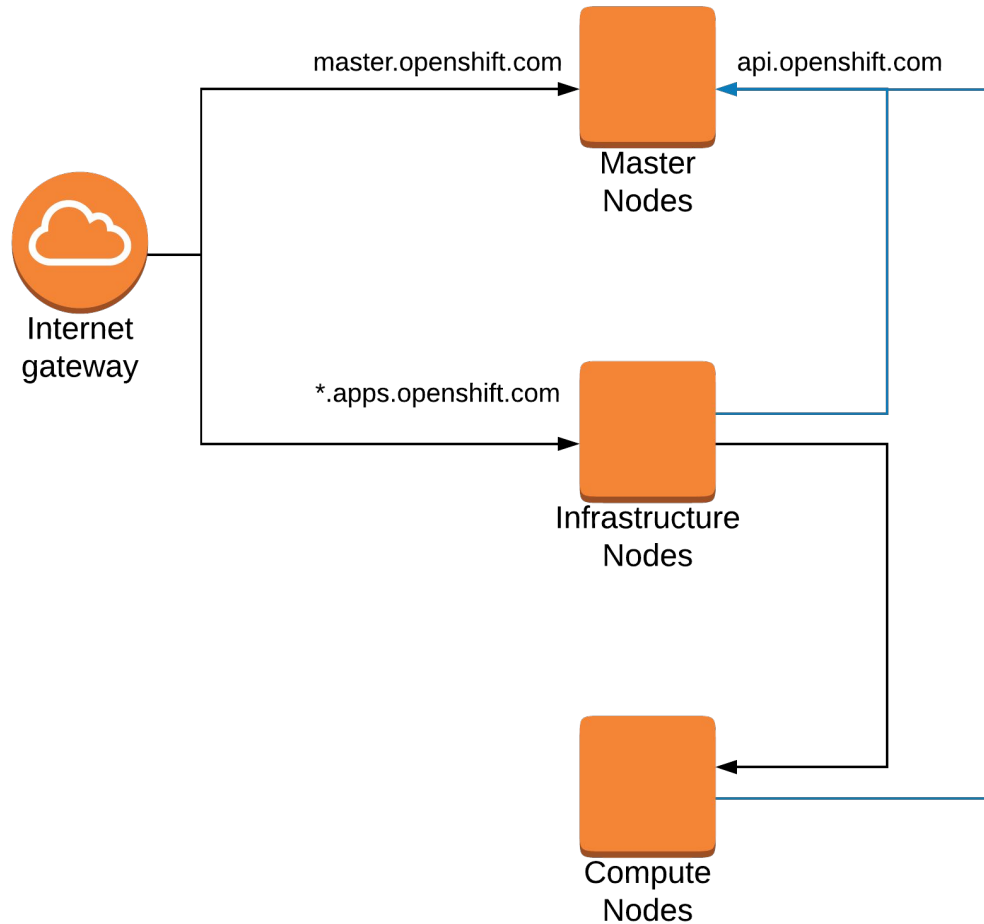 master.openshift.com
api.openshift.com
Master
Nodes
Internet
gateway
*.apps.openshift.com
Infrastructure
Nodes
Compute
Nodes